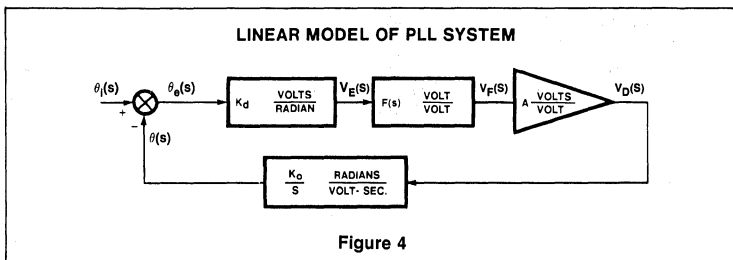 LINEAR MODEL OF PLL SYSTEM
θi(s) θe(s) Kd VOLTS RADIAN VE(S) F(s) VOLT VOLT VF(S) A VOLTS VOLT VD(S)
+
−
θ(s)
Ko S RADIANS VOLT- SEC.
Figure 4